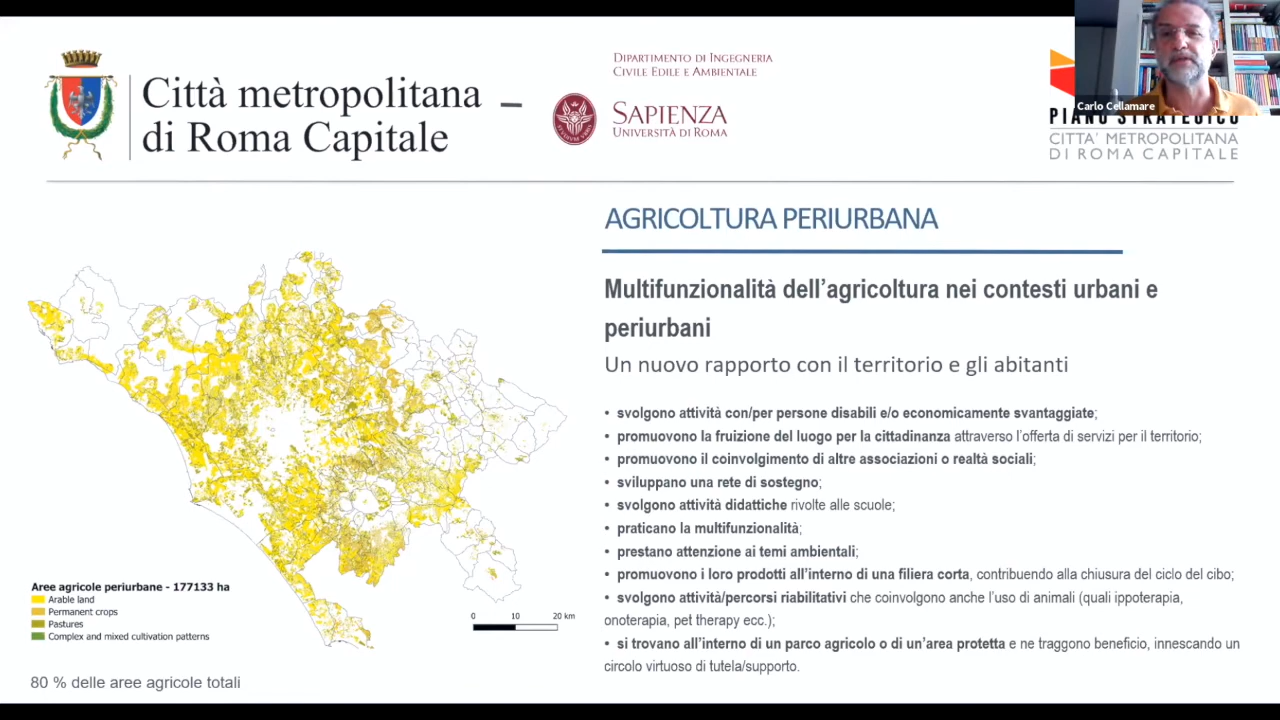 Città metropolitana
di Roma Capitale
DIPARTIMENTO DI INGEGNERIA
CIVILE EDILE E AMBIENTALE
SAPIENZA
UNIVERSITÀ DI ROMA
Carlo Cellamare
PIANO STRATEGICO
CITTA' METROPOLITANA
DI ROMA CAPITALE
AGRICOLTURA PERIURBANA
Multifunzionalità dell'agricoltura nei contesti urbani e
periurbani
Un nuovo rapporto con il territorio e gli abitanti
• svolgono attività con/per persone disabili e/o economicamente svantaggiate;
• promuovono la fruizione del luogo per la cittadinanza attraverso l'offerta di servizi per il territorio;
• promuovono il coinvolgimento di altre associazioni o realtà sociali;
• sviluppano una rete di sostegno;
• svolgono attività didattiche rivolte alle scuole;
• praticano la multifunzionalità;
• prestano attenzione ai temi ambientali;
• promuovono i loro prodotti all'interno di una filiera corta, contribuendo alla chiusura del ciclo del cibo;
• svolgono attività/percorsi riabilitativi che coinvolgono anche l'uso di animali (quali ippoterapia,
onoterapia, pet therapy ecc.);
• si trovano all'interno di un parco agricolo o di un'area protetta e ne traggono beneficio, innescando un
circolo virtuoso di tutela/supporto.
Aree agricole periurbane - 177133 ha
Arable land
Permanent crops
Pastures
Complex and mixed cultivation patterns
0 10 20 km
80 % delle aree agricole totali